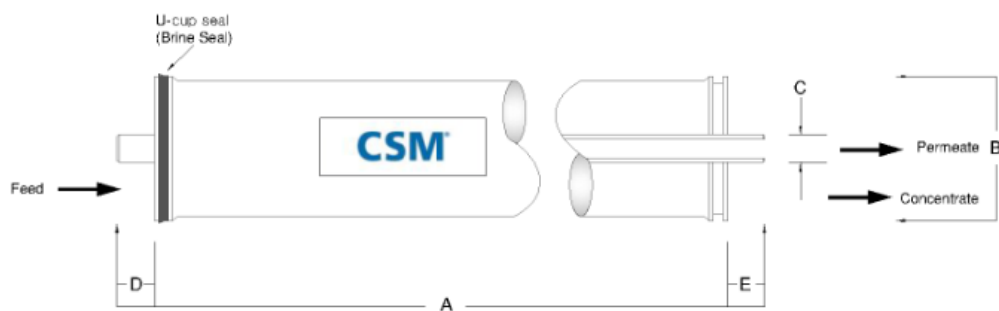 U-cup seal
(Brine Seal)
C
CSM®
Permeate
B
Feed
Concentrate
D
E
A